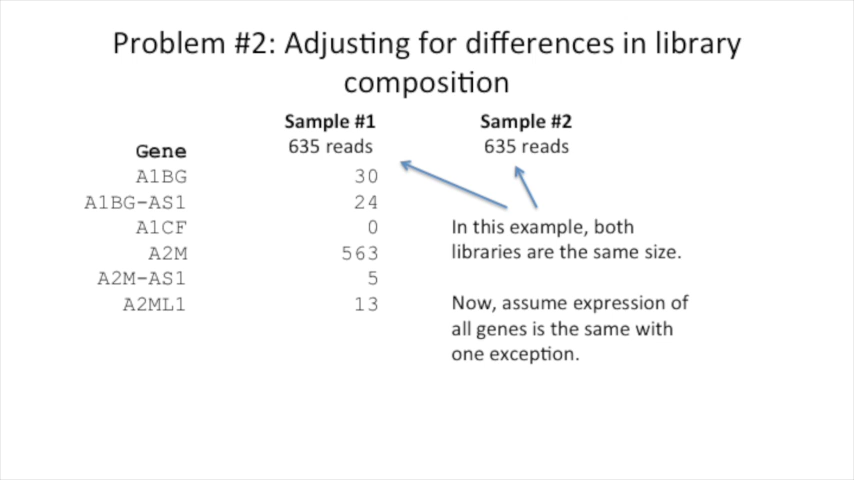 Problem #2: Adjusting for differences in library
composition
Sample #1 Sample #2
635 reads 635 reads
Gene
A1BG 30
A1BG-AS1 24
A1CF 0
A2M 563
A2M-AS1 5
A2ML1 13
In this example, both
libraries are the same size.
Now, assume expression of
all genes is the same with
one exception.